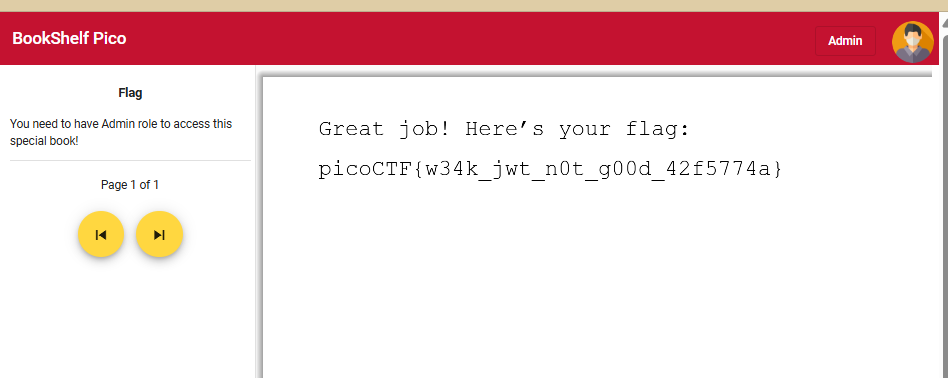 BookShelf Pico
Admin
Flag
You need to have Admin role to access this
special book!
Page 1 of 1
Great job! Here’s your flag:
picoCTF{w34k_jwt_n0t_g00d_42f5774a}